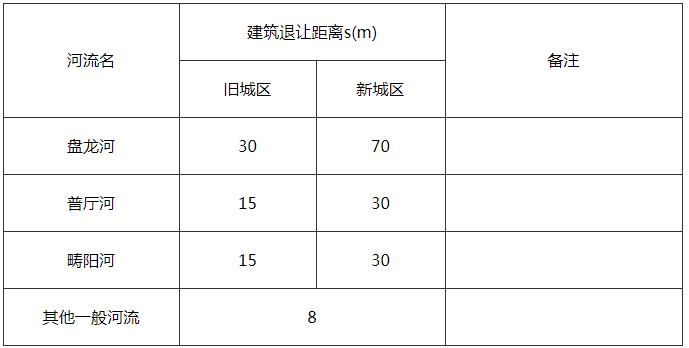 河流名
建筑退让距离s(m)
备注
旧城区
新城区
盘龙河
30
70
普厅河
15
30
畴阳河
15
30
其他一般河流
8